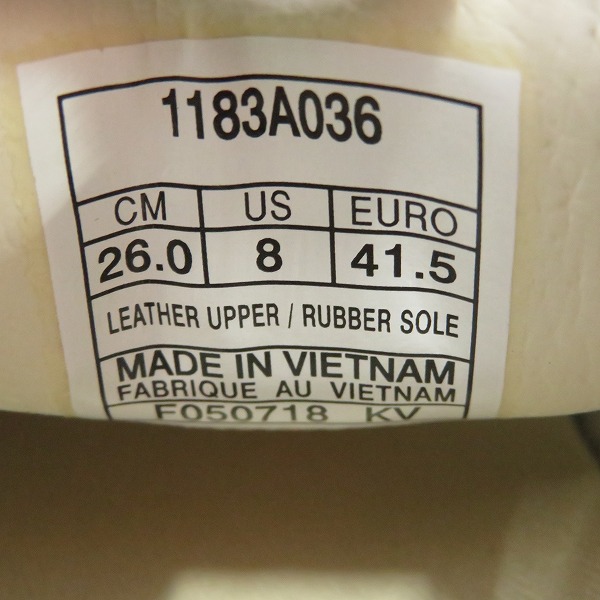 1183A036
CM US EURO
26.0 8 41.5
LEATHER UPPER / RUBBER SOLE
MADE IN VIETNAM
FABRIQUE AU VIETNAM
F050718 KV